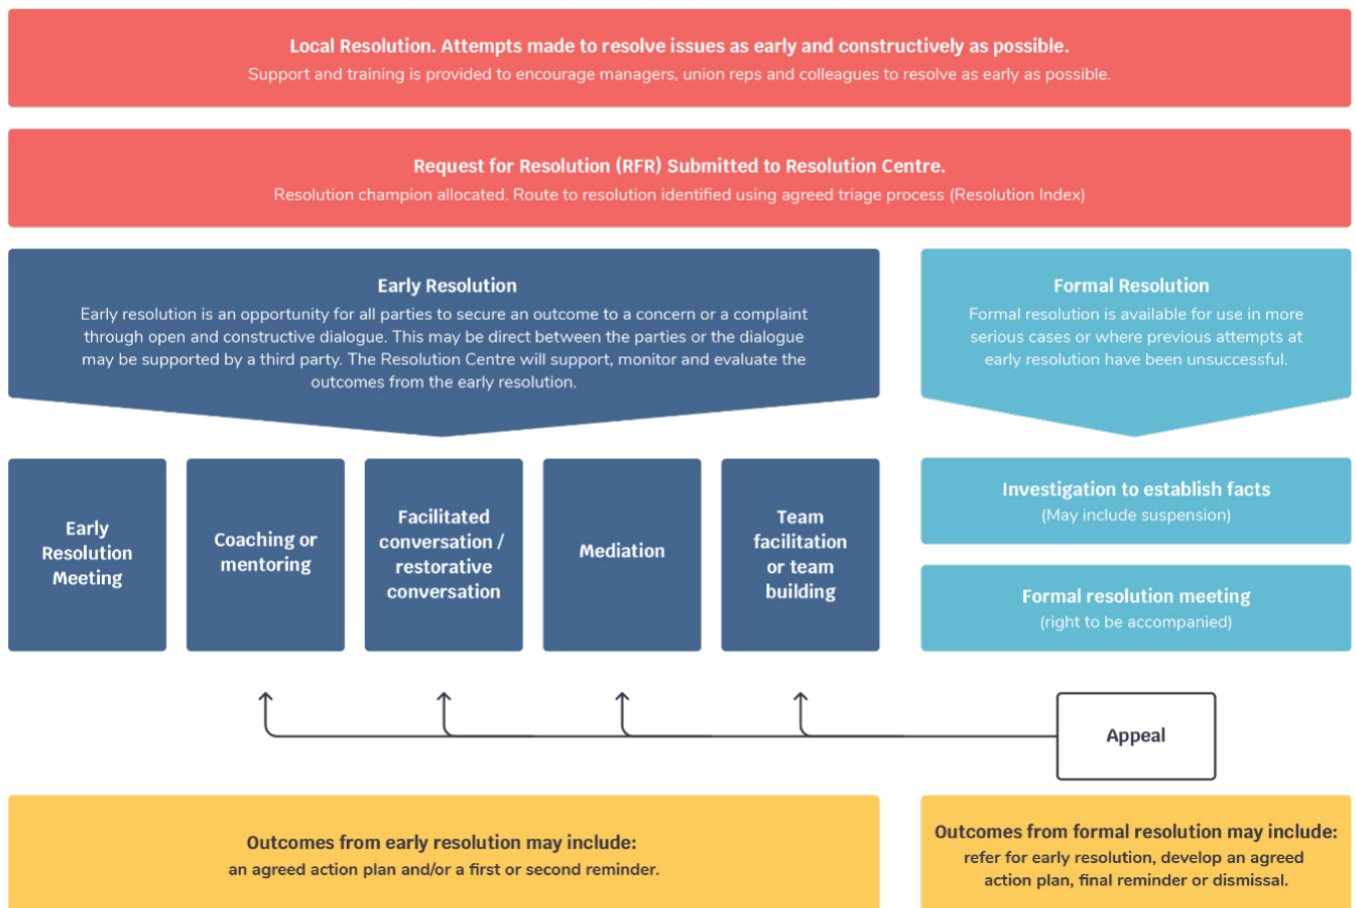 Local Resolution. Attempts made to resolve issues as early and constructively as possible.
Support and training is provided to encourage managers, union reps and colleagues to resolve as early as possible.
Request for Resolution (RFR) Submitted to Resolution Centre.
Resolution champion allocated. Route to resolution identified using agreed triage process (Resolution Index)
Early Resolution
Early resolution is an opportunity for all parties to secure an outcome to a concern or a complaint
through open and constructive dialogue. This may be direct between the parties or the dialogue
may be supported by a third party. The Resolution Centre will support, monitor and evaluate the
outcomes from the early resolution.
Formal Resolution
Formal resolution is available for use in more
serious cases or where previous attempts at
early resolution have been unsuccessful.
Early
Resolution
Meeting
Coaching or
mentoring
Facilitated
conversation /
restorative
conversation
Mediation
Team
facilitation
or team
building
Investigation to establish facts
(May include suspension)
Formal resolution meeting
(right to be accompanied)
Appeal
Outcomes from early resolution may include:
an agreed action plan and/or a first or second reminder.
Outcomes from formal resolution may include:
refer for early resolution, develop an agreed
action plan, final reminder or dismissal.